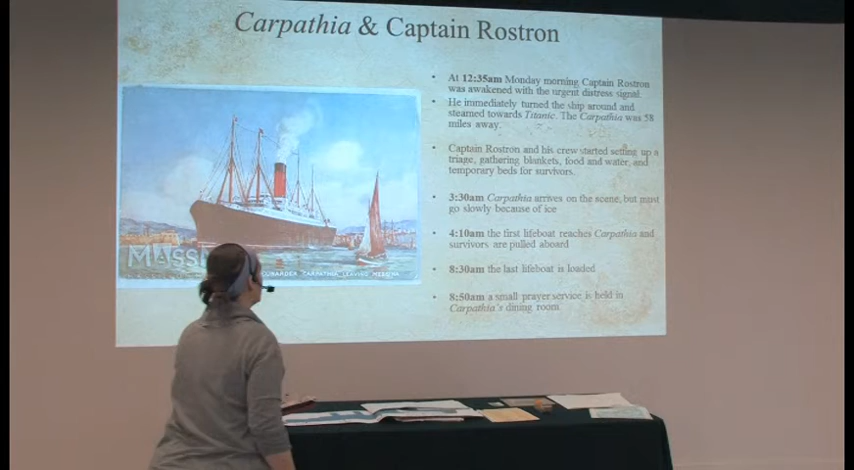 Carpathia & Captain Rostron
• At 12:35am Monday morning Captain Rostron
was awakened with the urgent distress signal.
• He immediately turned the ship around and
steamed towards Titanic. The Carpathia was 58
miles away.
• Captain Rostron and his crew started setting up a
triage, gathering blankets, food and water, and
temporary beds for survivors.
• 3:30am Carpathia arrives on the scene, but must
go slowly because of ice
• 4:10am the first lifeboat reaches Carpathia and
survivors are pulled aboard
• 8:30am the last lifeboat is loaded
• 8:50am a small prayer service is held in
Carpathia's dining room
CUNARDER CARPATHIA LEAVING MESSINA